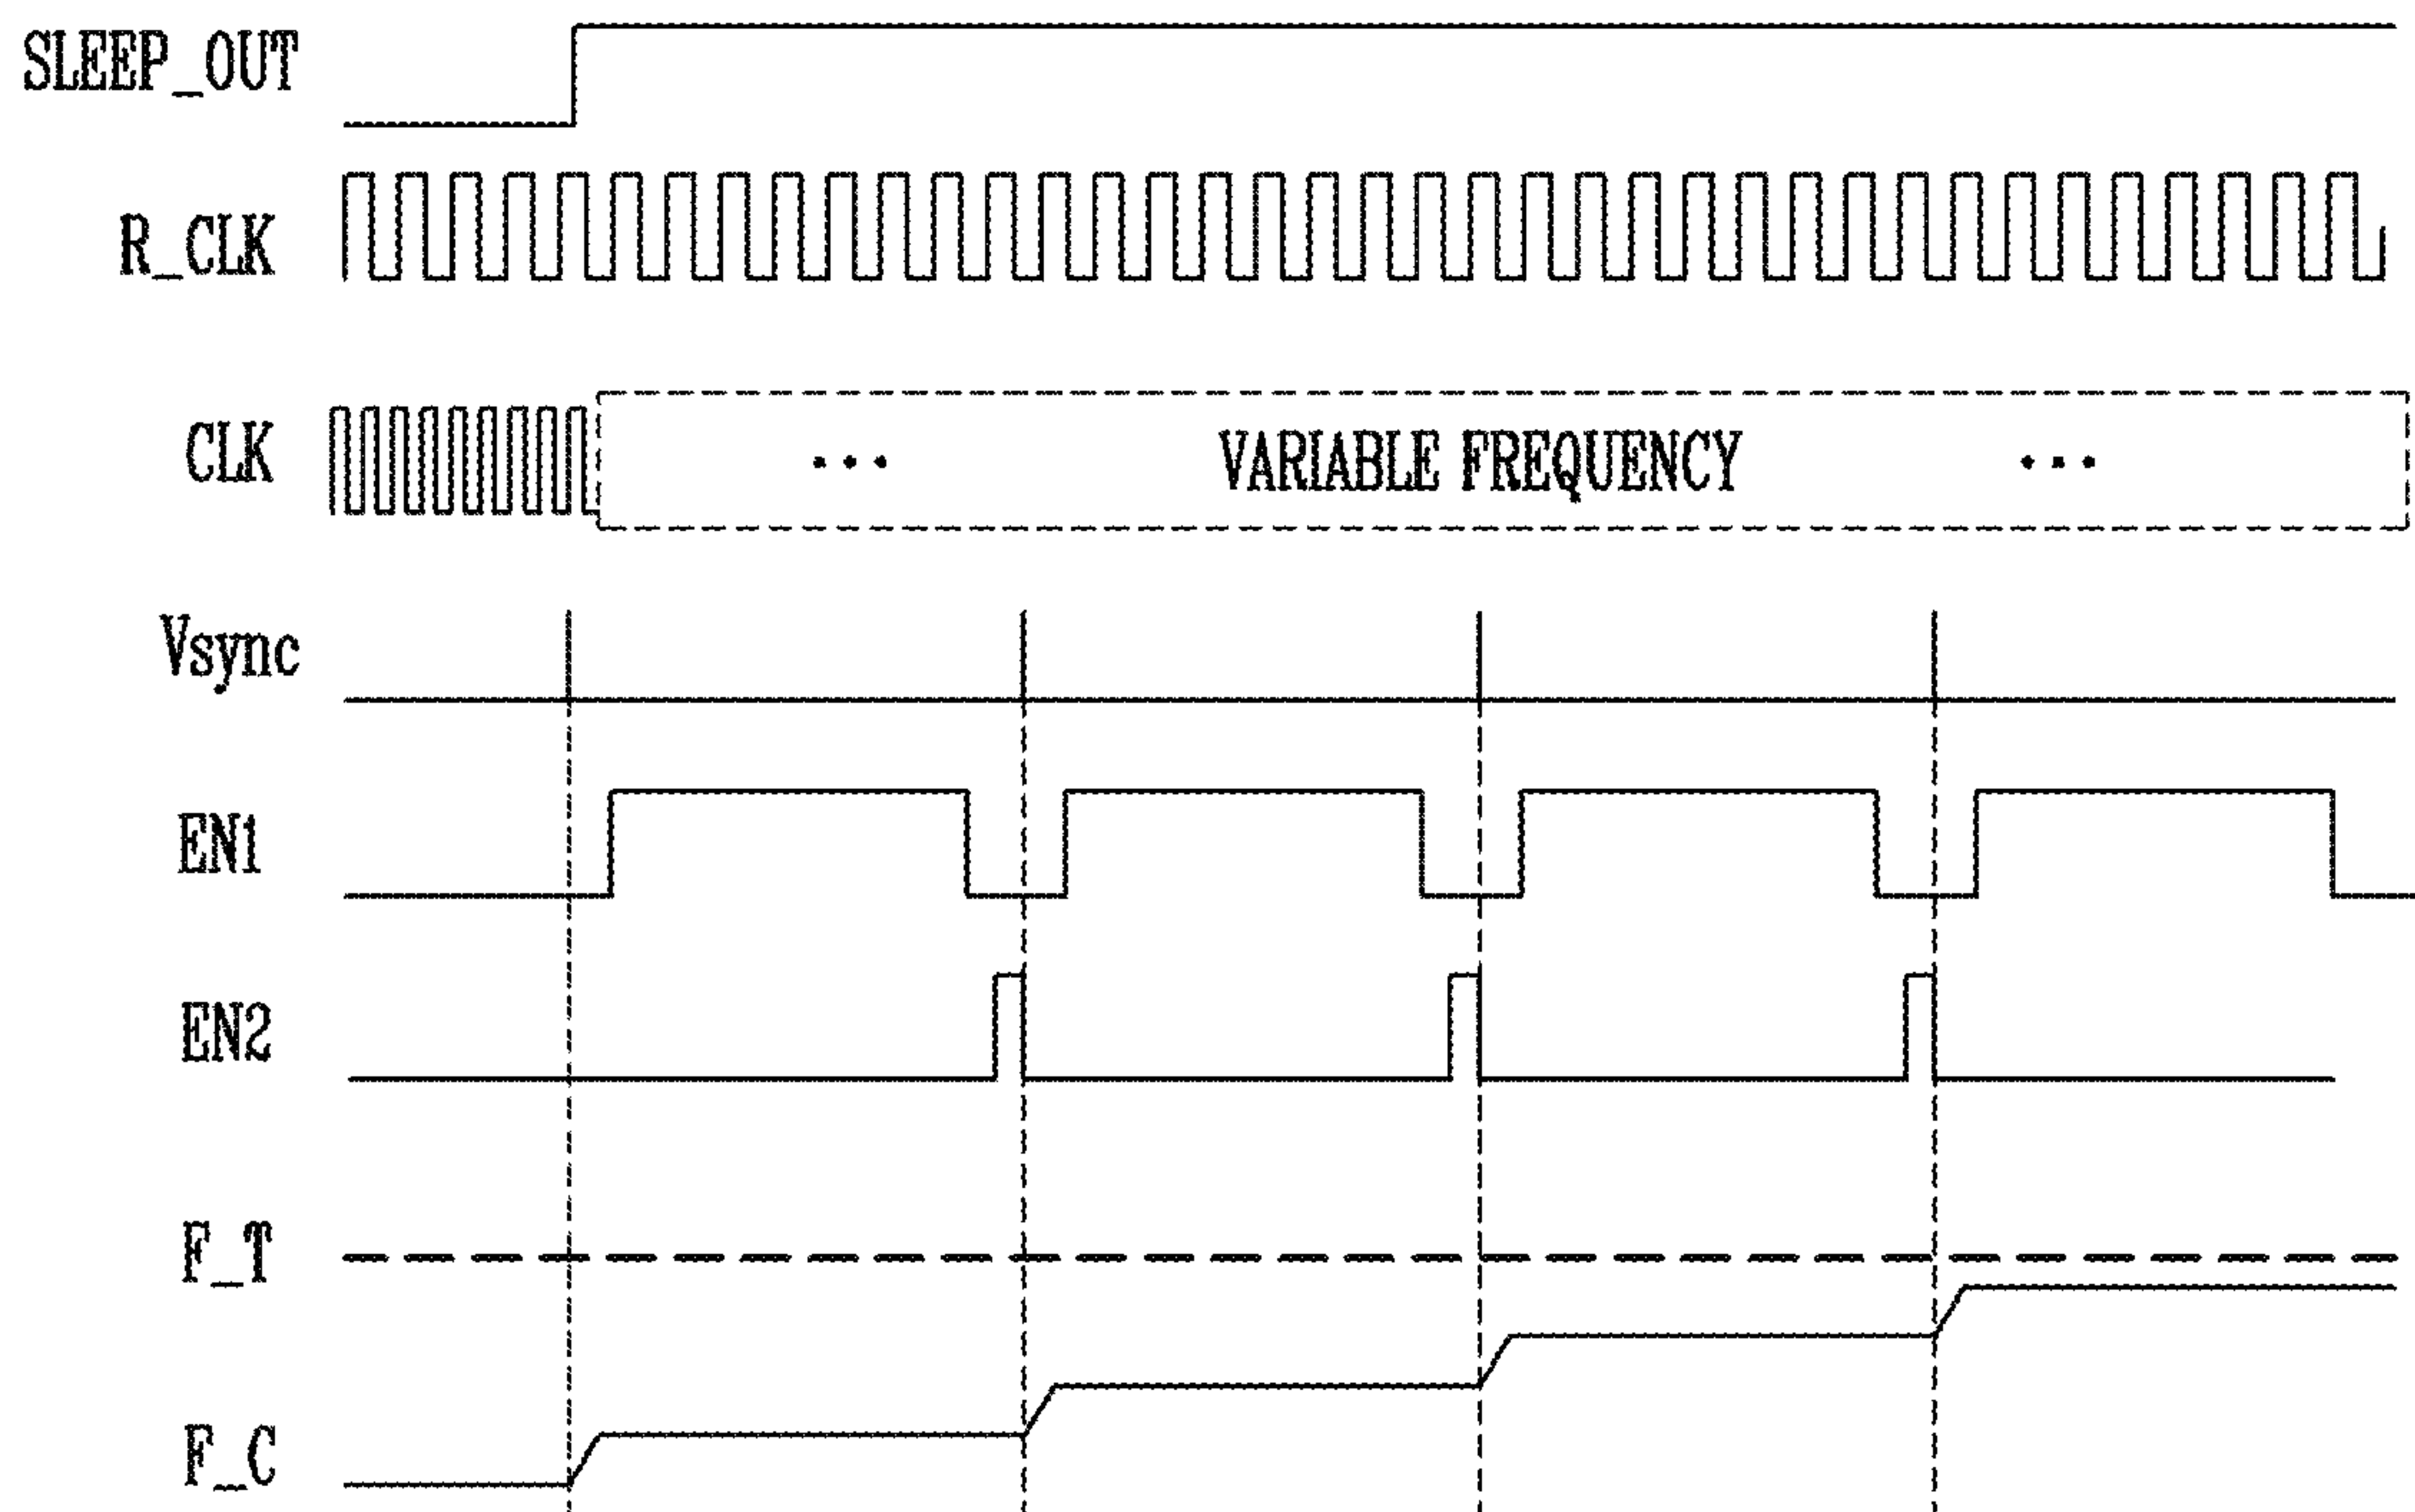 SLEEP_OUT
R_CLK
CLK
... VARIABLE FREQUENCY ...
Vsync
EN1
EN2
F_T
F_C